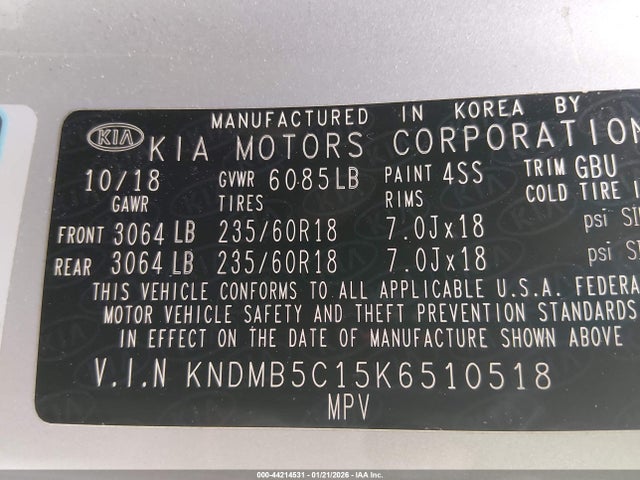 MANUFACTURED IN KOREA BY
KIA KIA MOTORS CORPORATION
10/18 GVWR 6085LB PAINT 4SS TRIM GBU
GAWR TIRES RIMS COLD TIRE
FRONT 3064 LB 235/60R18 7.0Jx18 psi
REAR 3064 LB 235/60R18 7.0Jx18 psi
THIS VEHICLE CONFORMS TO ALL APPLICABLE U.S.A. FEDERA
MOTOR VEHICLE SAFETY AND THEFT PREVENTION STANDARDS
IN EFFECT ON THE DATE OF MANUFACTURE SHOWN ABOVE
V.I.N KNDMB5C15K6510518
MPV
000-44214531 - 01/21/2026 - IAA Inc.